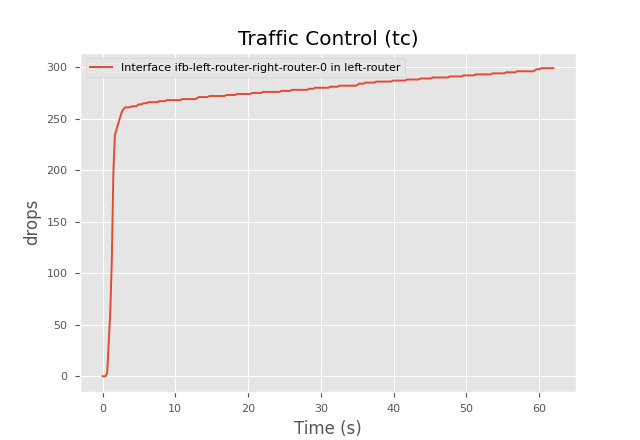 Traffic Control (tc)
Interface ifb-left-router-right-router-0 in left-router
300
250
200
150
100
50
0
drops
0 10 20 30 40 50 60
Time (s)